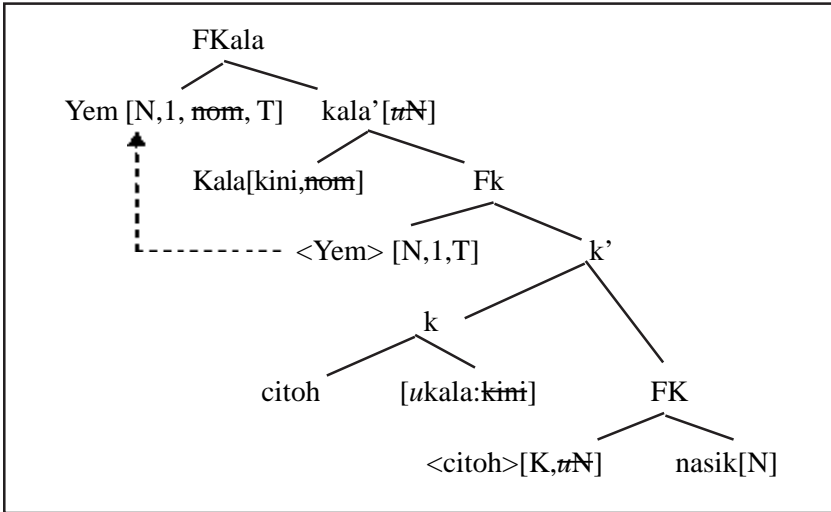 FKala
Yem [N,1, nom, T] kala’[uN]
Kala[kini,nom] Fk
<Yem> [N,1,T] k’
k
citoh [ukala:kini] FK
<citoh>[K,uN] nasik[N]